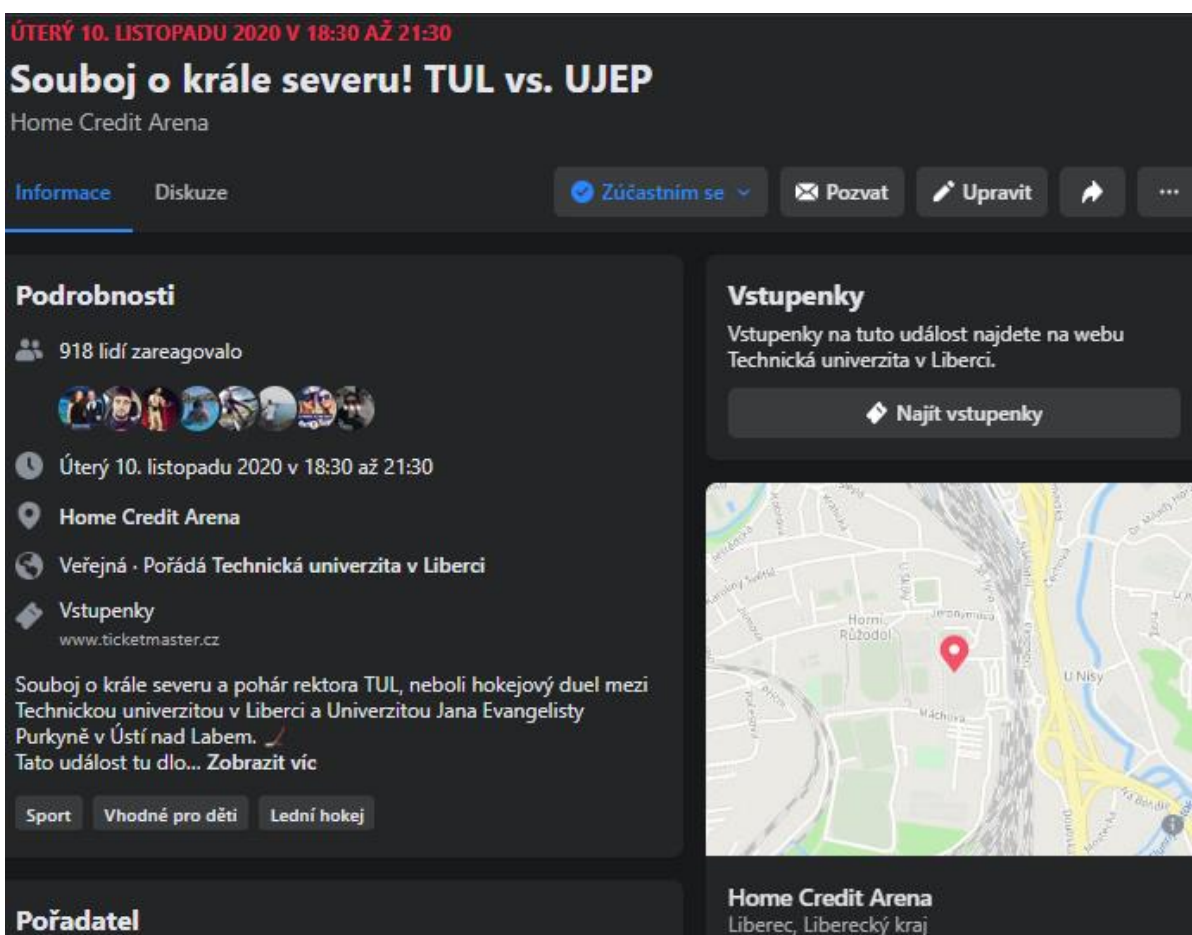 ÚTERÝ 10. LISTOPADU 2020 V 18:30 AŽ 21:30
Souboj o krále severu! TUL vs. UJEP
Home Credit Arena
Informace
Diskuze
Zúčastním se
Pozvat
Upravit
Podrobnosti
918 lidí zareagovalo
Úterý 10. listopadu 2020 v 18:30 až 21:30
Home Credit Arena
Veřejná · Pořádá Technická univerzita v Liberci
Vstupenky
www.ticketmaster.cz
Souboj o krále severu a pohár rektora TUL, neboli hokejový duel mezi
Technickou univerzitou v Liberci a Univerzitou Jana Evangelisty
Purkyně v Ústí nad Labem.
Tato událost tu dlo... Zobrazit víc
Sport
Vhodné pro děti
Lední hokej
Pořadatel
Vstupenky
Vstupenky na tuto událost najdete na webu
Technická univerzita v Liberci.
Najít vstupenky
Karoliny Světlé
Jeronýmova
Horní
Růžodol
U Nisy
Máchova
Home Credit Arena
Liberec, Liberecký kraj